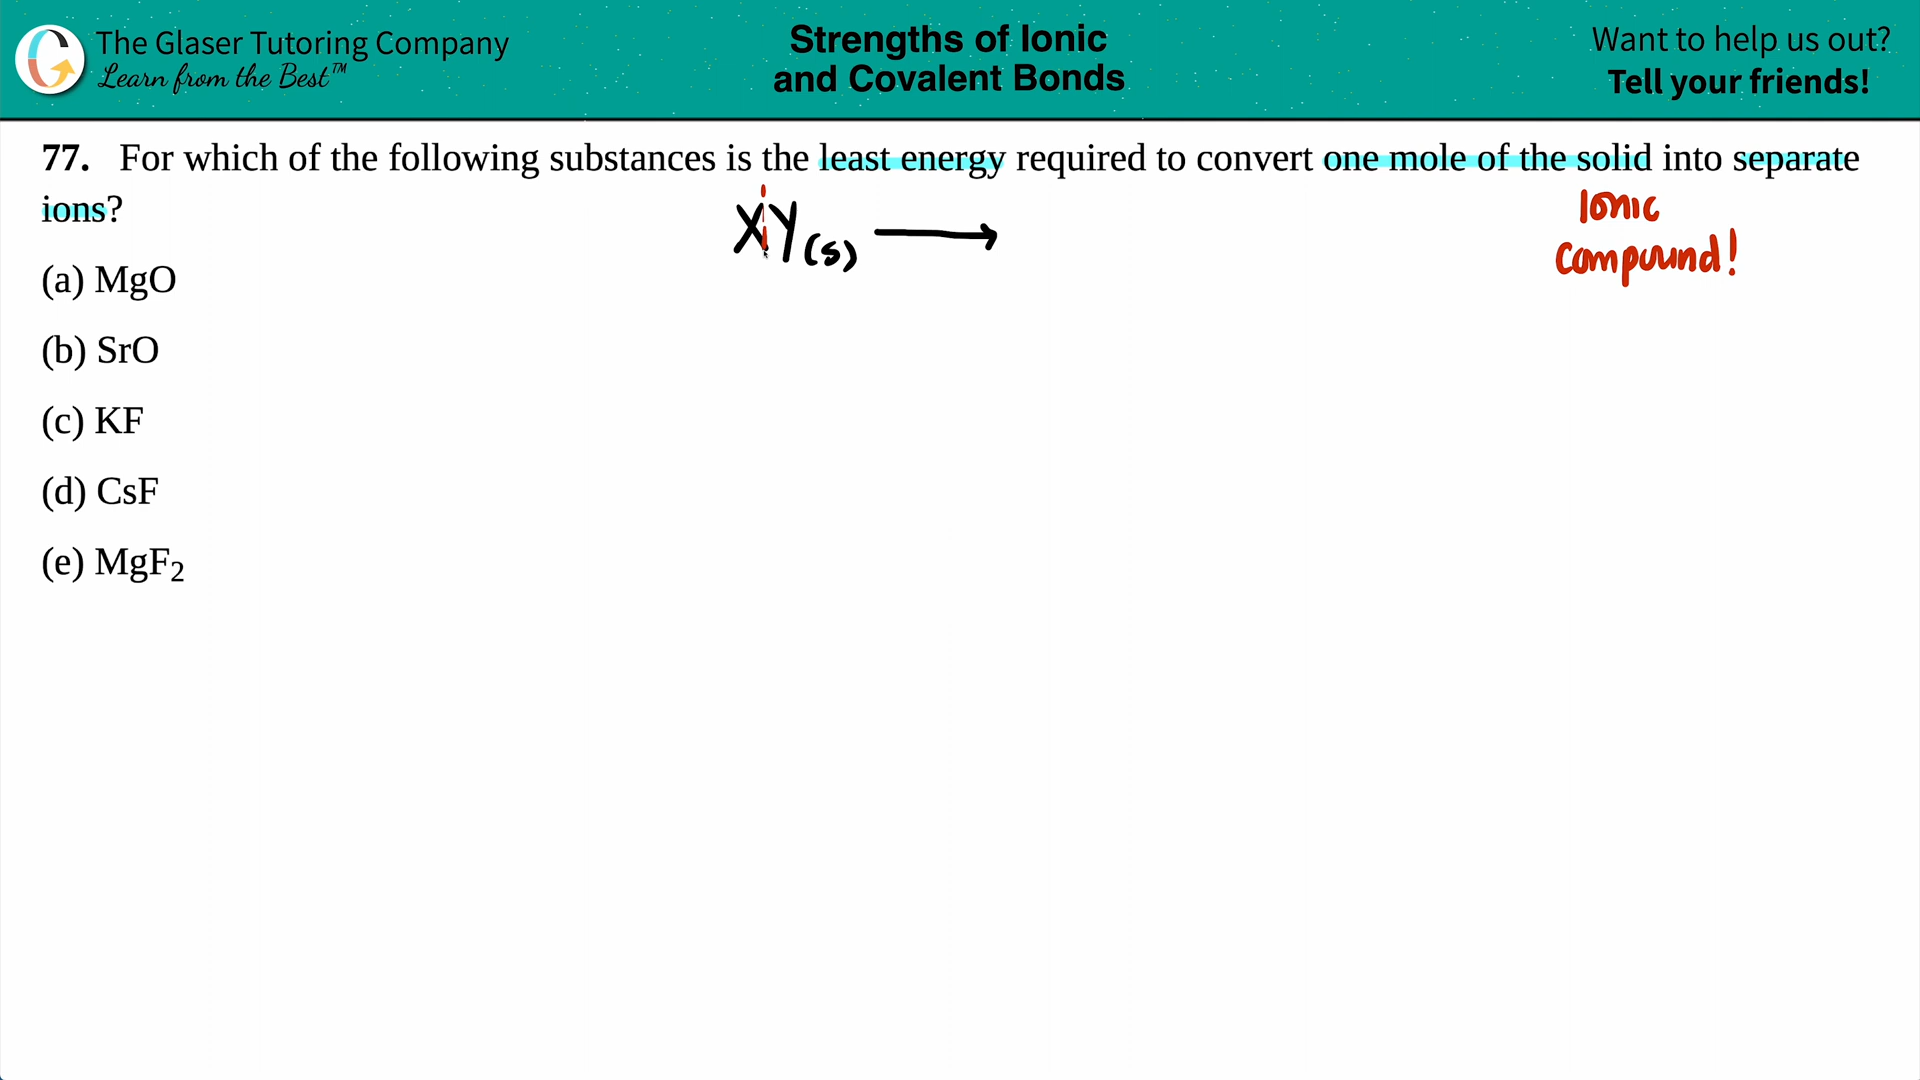 The Glaser Tutoring Company
Learn from the Best™
Strengths of Ionic
and Covalent Bonds
Want to help us out?
Tell your friends!
77. For which of the following substances is the least energy required to convert one mole of the solid into separate
ions?
XY(s) →
Ionic
Compound!
(a) MgO
(b) SrO
(c) KF
(d) CsF
(e) MgF₂